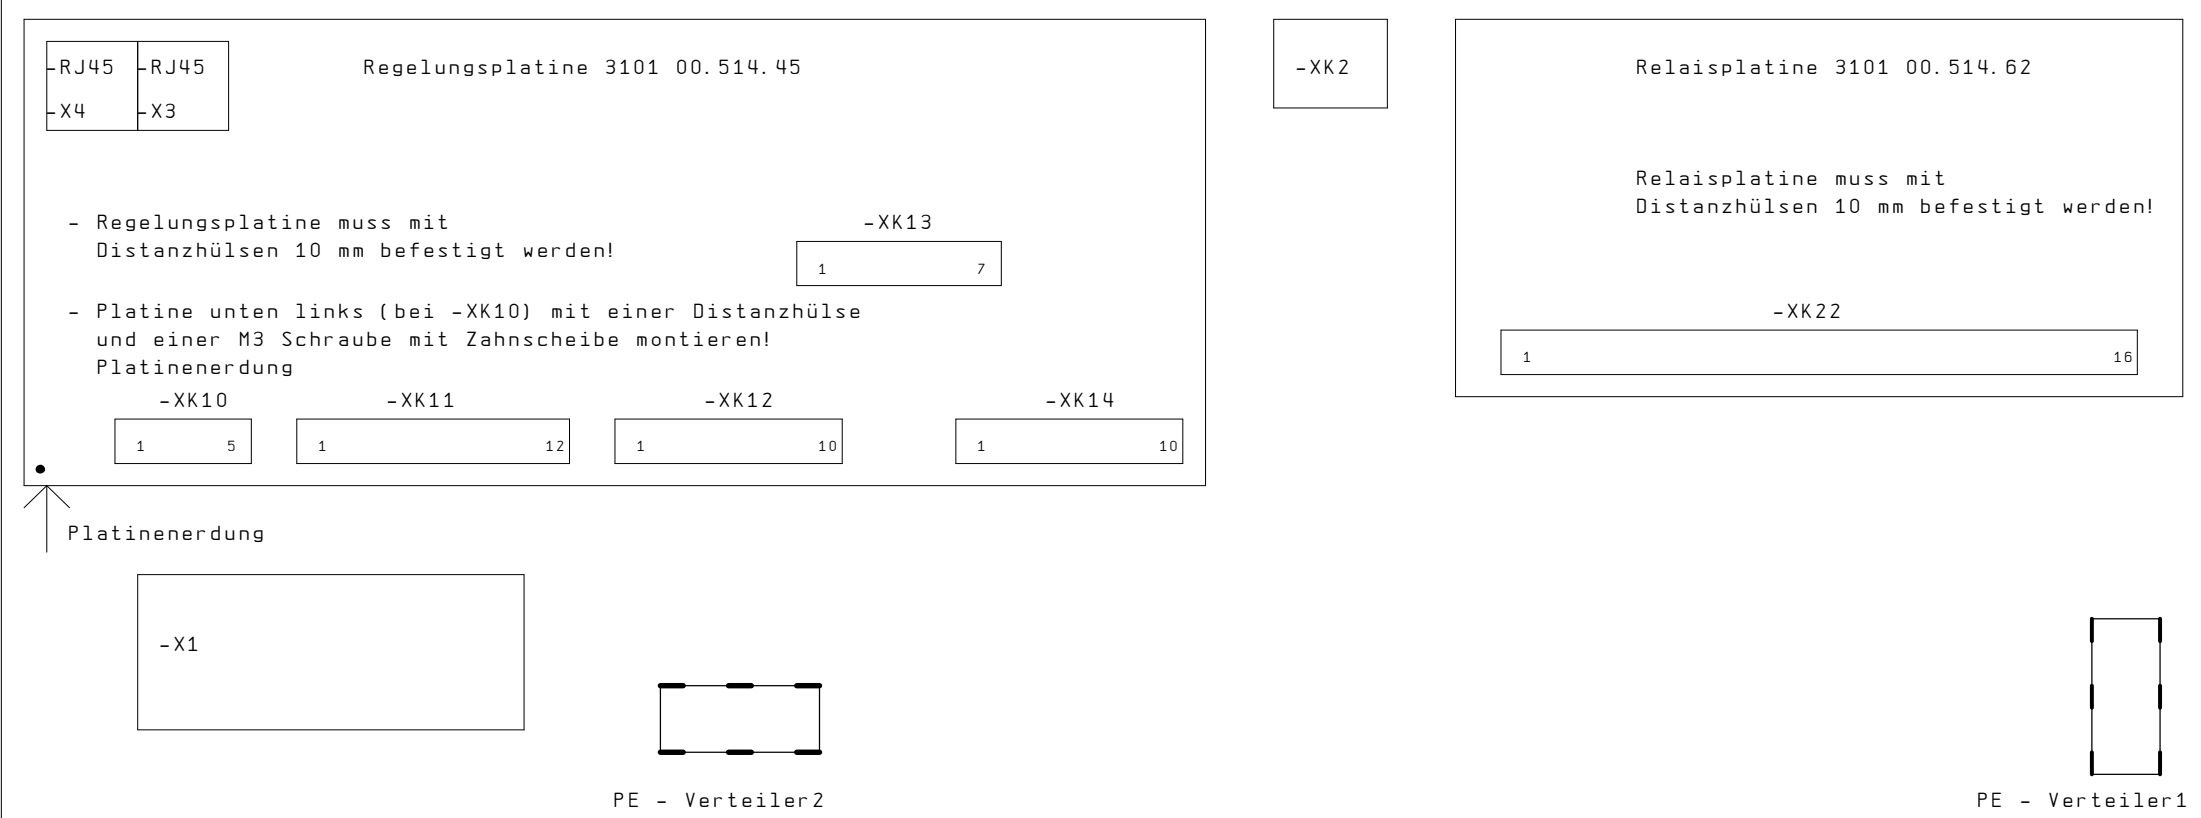 -RJ45 -RJ45
-X4 -X3
Regelungsplatine 3101 00.514.45
- Regelungsplatine muss mit
Distanzhülsen 10 mm befestigt werden!
-XK13
1 7
- Platine unten links (bei -XK10) mit einer Distanzhülse
und einer M3 Schraube mit Zahnscheibe montieren!
Platinenerdung
-XK10 -XK11 -XK12 -XK14
1 5 1 12 1 10 1 10
Platinenerdung
-XK2
Relaisplatine 3101 00.514.62
Relaisplatine muss mit
Distanzhülsen 10 mm befestigt werden!
-XK22
1 16
-X1
PE - Verteiler2
PE - Verteiler1